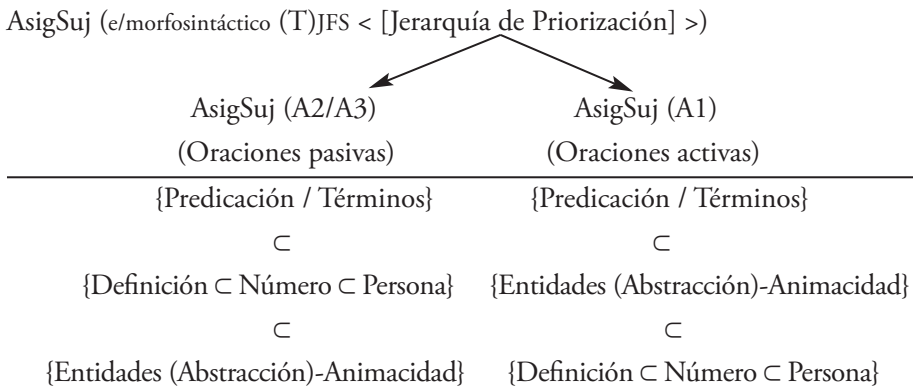 AsigSuj (e/morfosintáctico (T)JFS < [Jerarquía de Priorización] >)
AsigSuj (A2/A3) AsigSuj (A1)
(Oraciones pasivas) (Oraciones activas)
{Predicación / Términos} {Predicación / Términos}
⊂ ⊂
{Definición ⊂ Número ⊂ Persona} {Entidades (Abstracción)-Animacidad}
⊂ ⊂
{Entidades (Abstracción)-Animacidad} {Definición ⊂ Número ⊂ Persona}